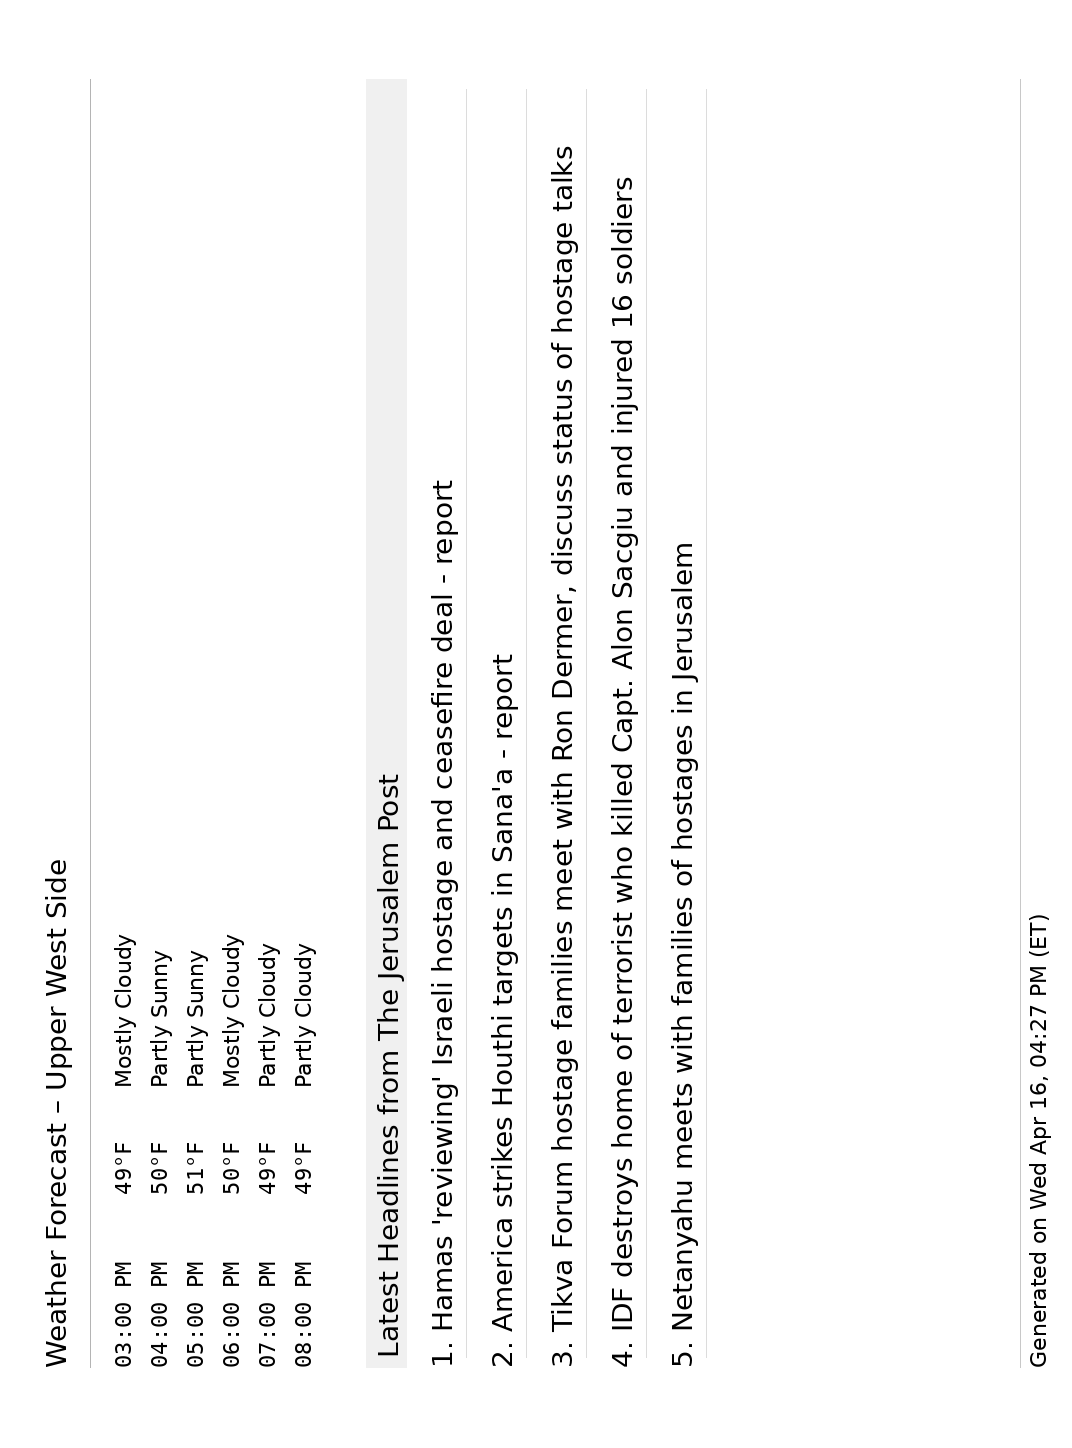 Weather Forecast – Upper West Side
03:00 PM 49°F Mostly Cloudy
04:00 PM 50°F Partly Sunny
05:00 PM 51°F Partly Sunny
06:00 PM 50°F Mostly Cloudy
07:00 PM 49°F Partly Cloudy
08:00 PM 49°F Partly Cloudy
Latest Headlines from The Jerusalem Post
1. Hamas 'reviewing' Israeli hostage and ceasefire deal - report
2. America strikes Houthi targets in Sana'a - report
3. Tikva Forum hostage families meet with Ron Dermer, discuss status of hostage talks
4. IDF destroys home of terrorist who killed Capt. Alon Sacgiu and injured 16 soldiers
5. Netanyahu meets with families of hostages in Jerusalem
Generated on Wed Apr 16, 04:27 PM (ET)